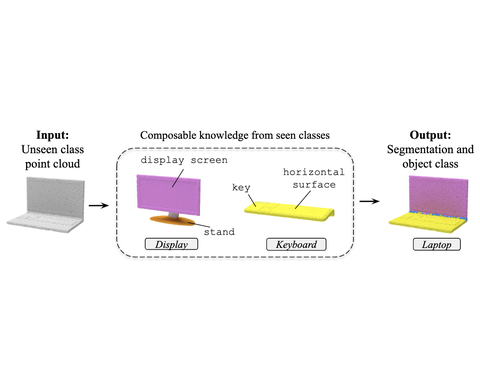 Input:
Unseen class
point cloud
Composable knowledge from seen classes
display screen
stand
Display
key
horizontal
surface
Keyboard
Output:
Segmentation and
object class
Laptop